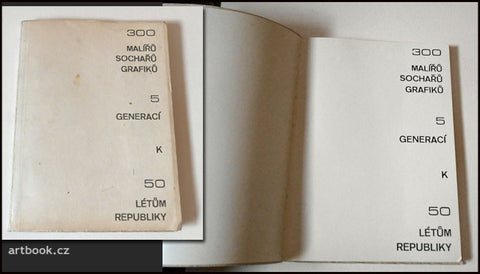 300
MALÍŘŮ
SOCHAŘŮ
GRAFIKŮ
5
GENERACÍ
K
50
LÉTŮM
REPUBLIKY
300
MALÍŘŮ
SOCHAŘŮ
GRAFIKŮ
5
GENERACÍ
K
50
LÉTŮM
REPUBLIKY
artbook.cz